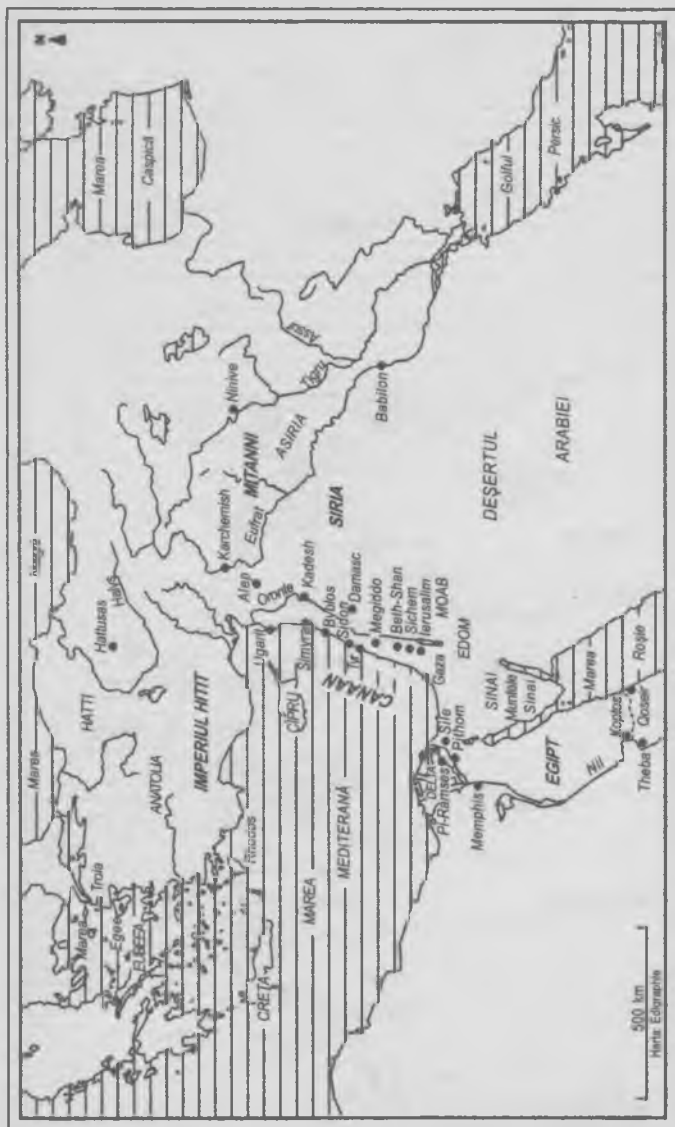 N
Marea
Caspică
Marea
HATTI
Hattusas
Halys
ANATOLIA
IMPERIUL HITIT
Troia
Marea
Egee
EUBEEA
Rhodos
CRETA
CIPRU
MAREA
MEDITERANĂ
Ninive
Assur
Tigru
MITANNI
ASIRIA
Eufrat
Karchemish
Alep
Oronte
Ugarit
Kadesh
Simyra
Byblos
Sidon
Tir
Damasc
SIRIA
Babilon
CANAAN
Megiddo
Beth-Shan
Sichem
Ierusalim
MOAB
Gaza
EDOM
DEȘERTUL
ARABIEI
Golful
Persic
DELTA
Sile
Pi-Ramses
Pithom
Memphis
SINAI
Muntele
Sinai
EGIPT
Nil
Marea
Roșie
Koptos
Qoseir
Theba
500 km
Harta: Edigraphie